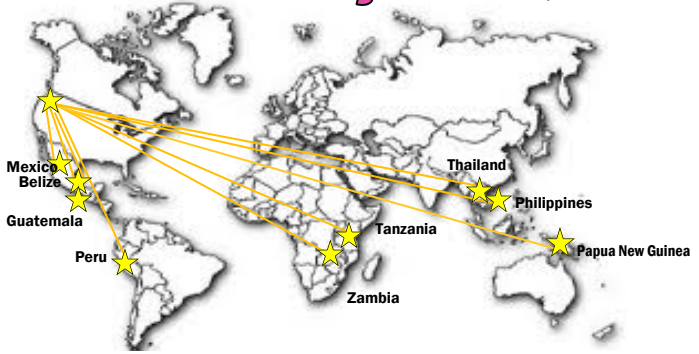 Mexico
Belize
Guatemala
Peru
Thailand
Philippines
Tanzania
Papua New Guinea
Zambia